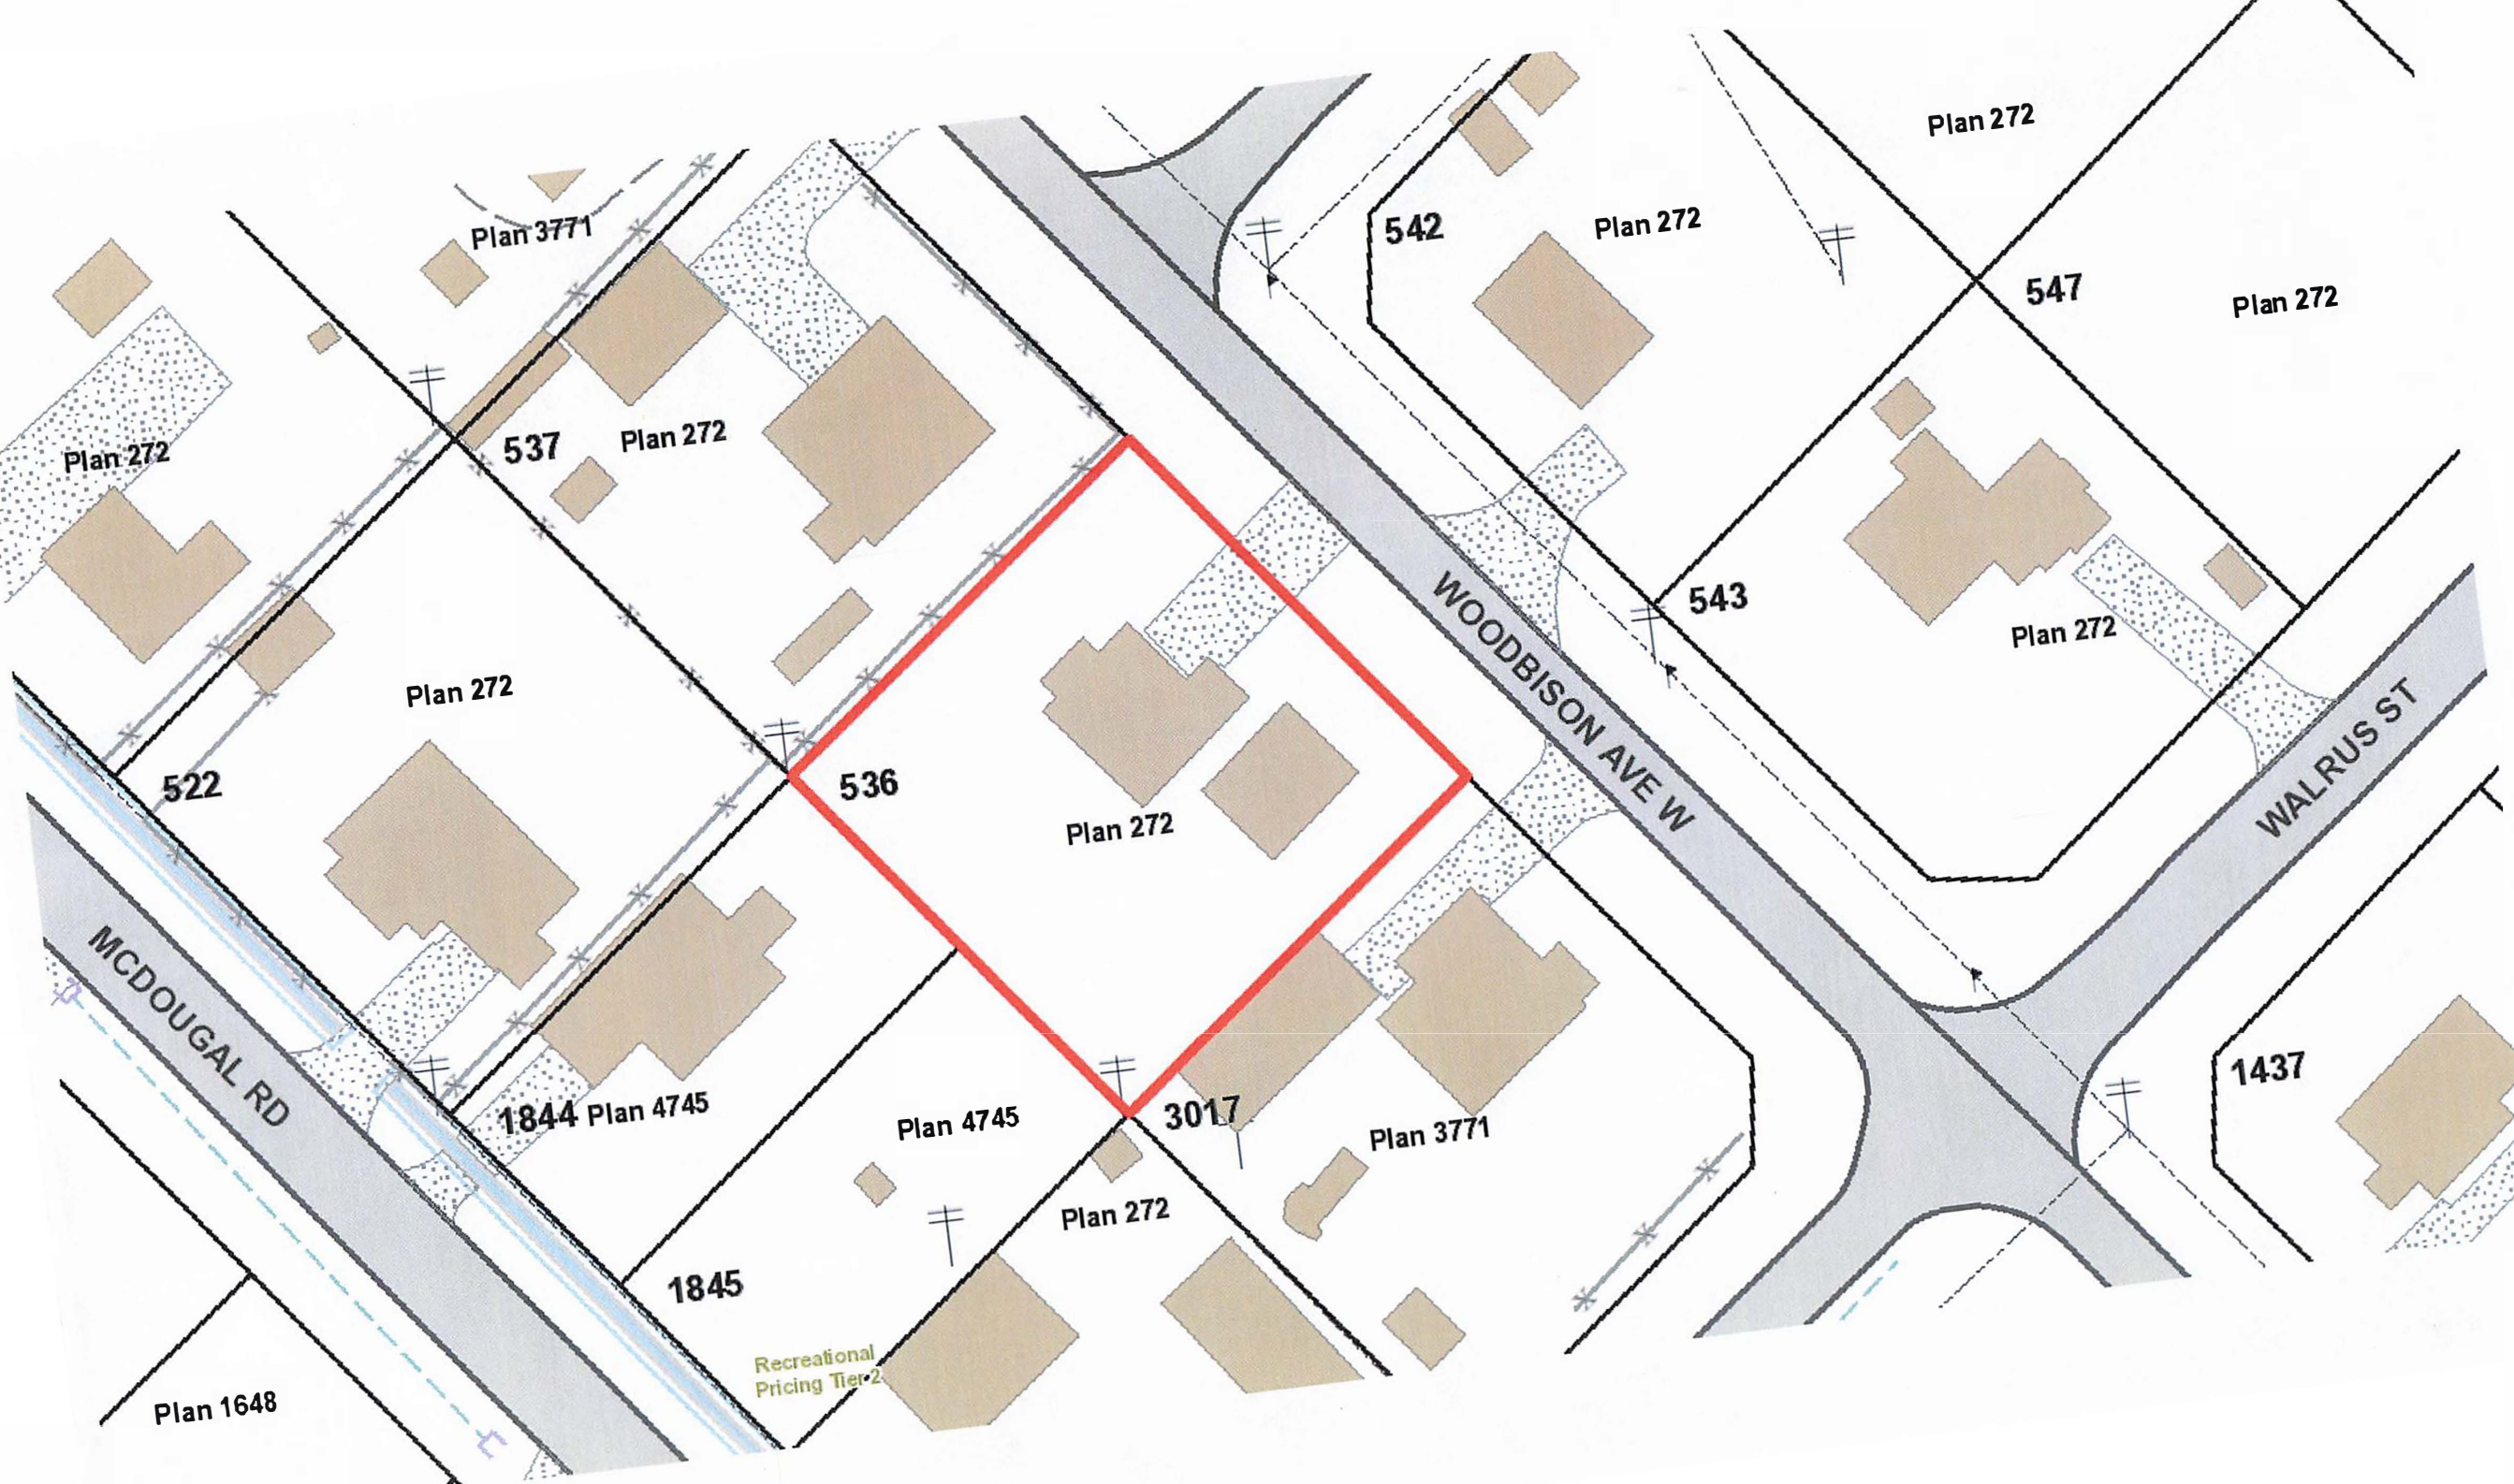 Plan 272
Plan 3771
542
Plan 272
547
Plan 272
537
Plan 272
Plan 272
543
Plan 272
WOODBISON AVE W
WALRUS ST
Plan 272
522
536
Plan 272
MCDOUGAL RD
1844 Plan 4745
Plan 4745
3017
Plan 3771
1437
Plan 272
1845
Recreational
Pricing Tier 2
Plan 1648